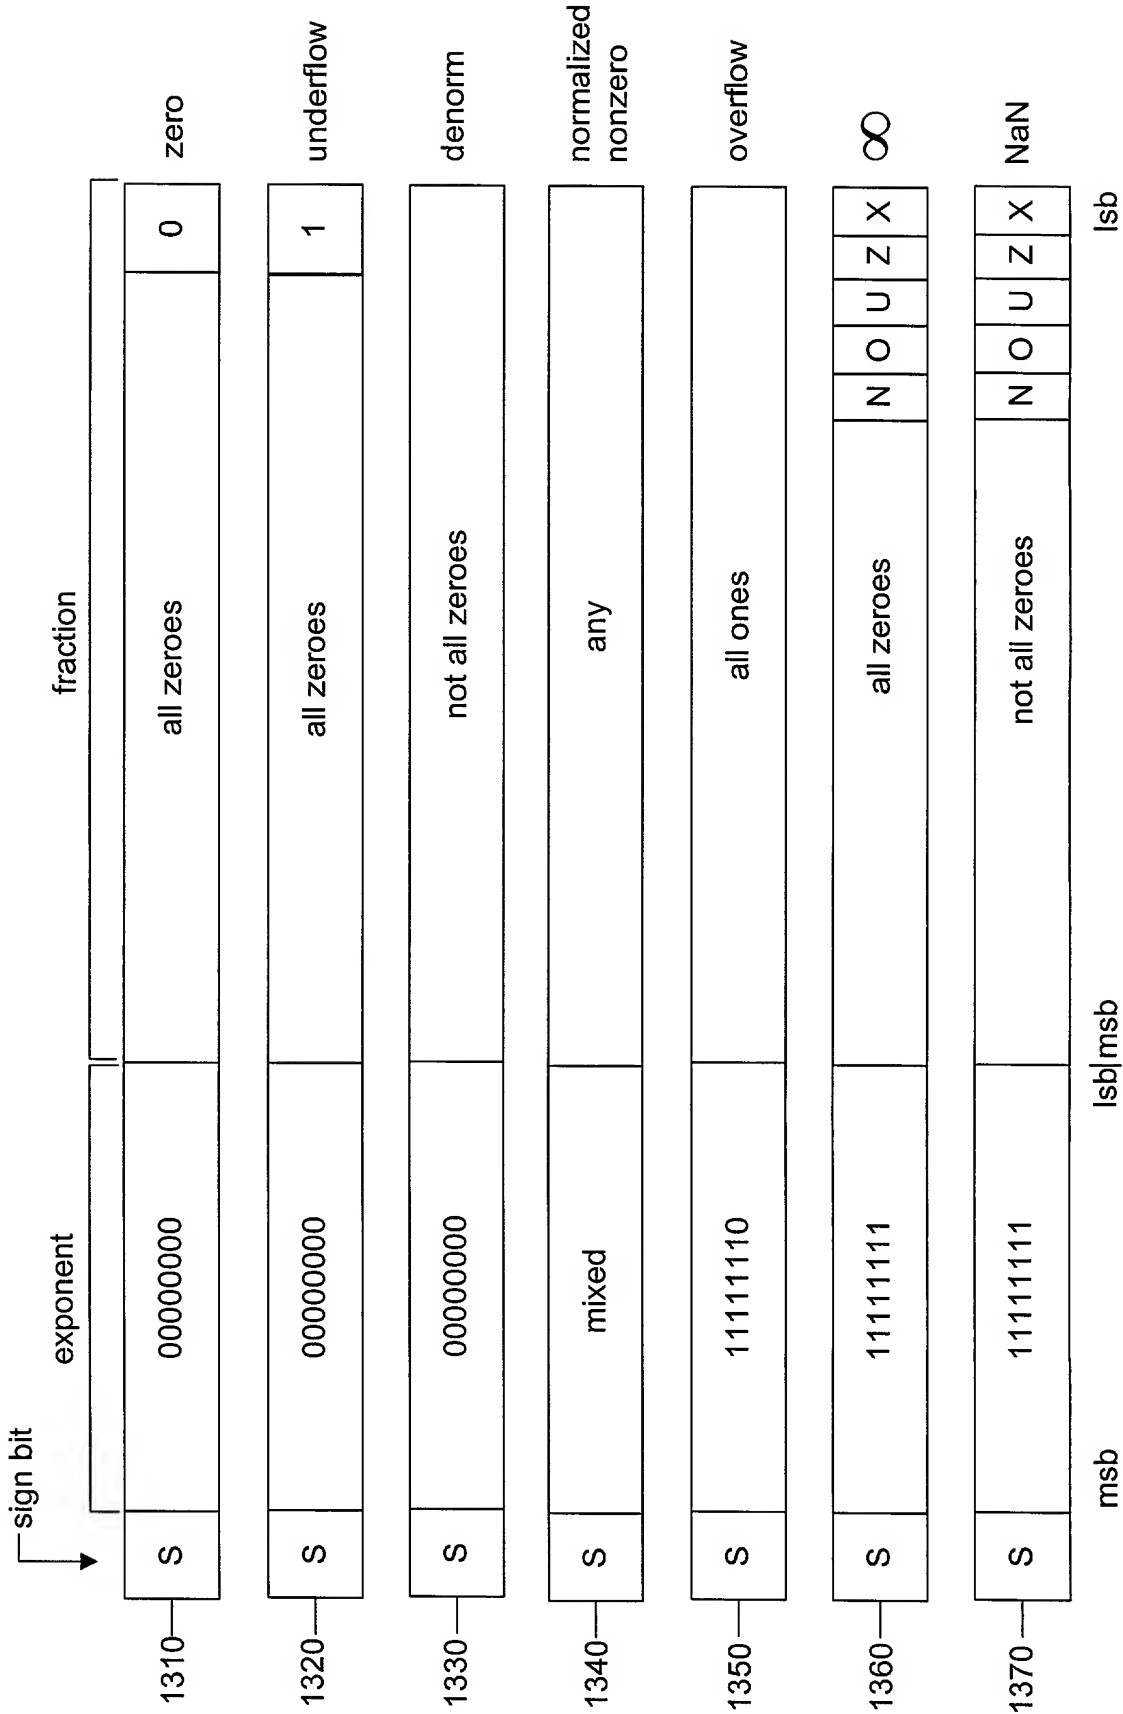 sign bit
exponent
fraction
1310 S 00000000 all zeroes 0 zero
1320 S 00000000 all zeroes 1 underflow
1330 S 00000000 not all zeroes denorm
1340 S mixed any normalized
nonzero
1350 S 11111110 all ones overflow
1360 S 11111111 all zeroes N O U Z X ∞
1370 S 11111111 not all zeroes N O U Z X NaN
msb lsb|msb lsb